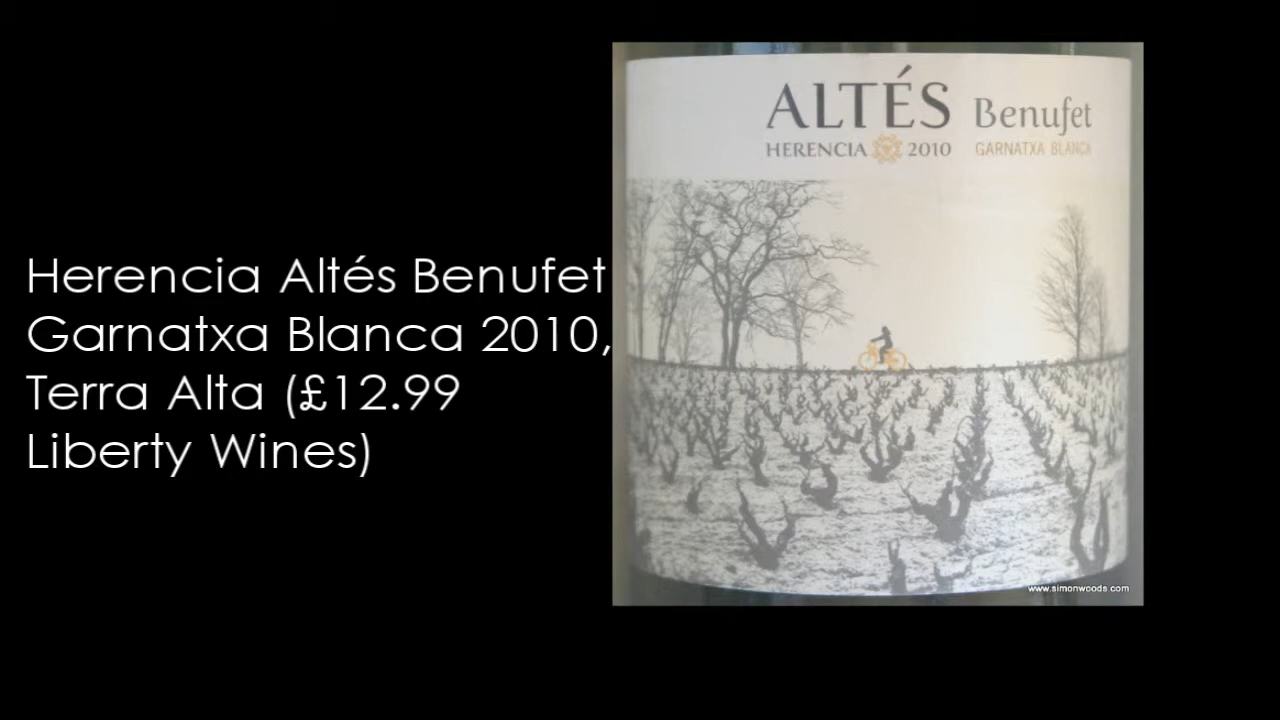 Herencia Altés Benufet
Garnatxa Blanca 2010,
Terra Alta (£12.99
Liberty Wines)
ALTÉS Benufet
HERENCIA 2010 GARNATXA BLANCA
www.simonwoods.com